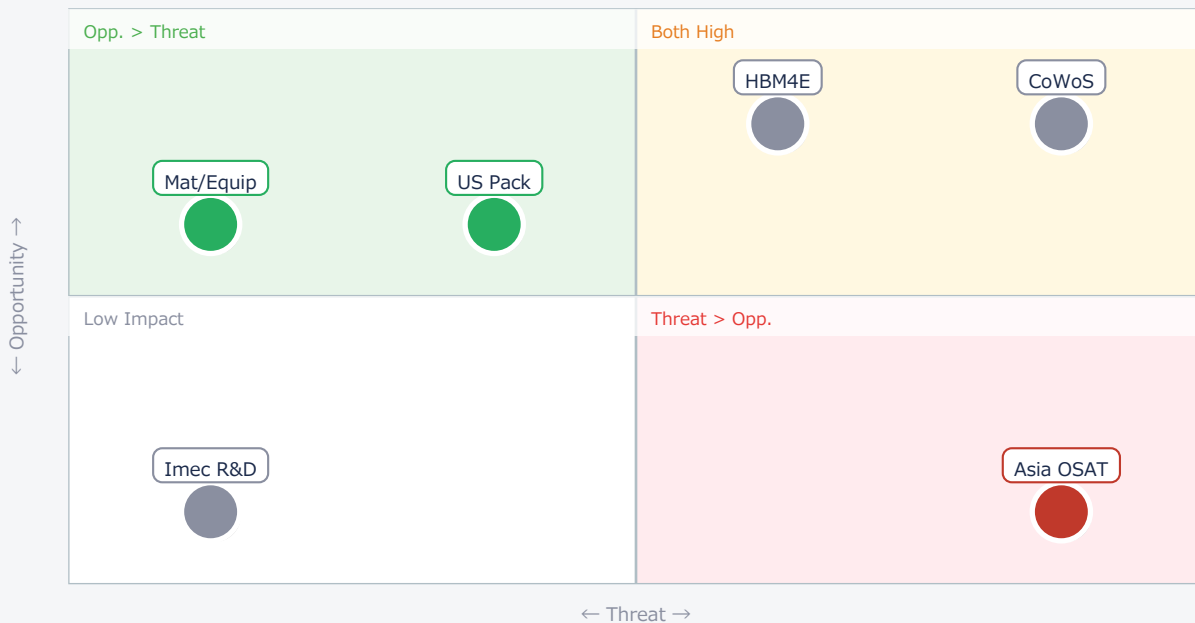 Opp. > Threat
Both High
HBM4E
CoWoS
Mat/Equip
US Pack
← Opportunity →
Low Impact
Threat > Opp.
Imec R&D
Asia OSAT
← Threat →